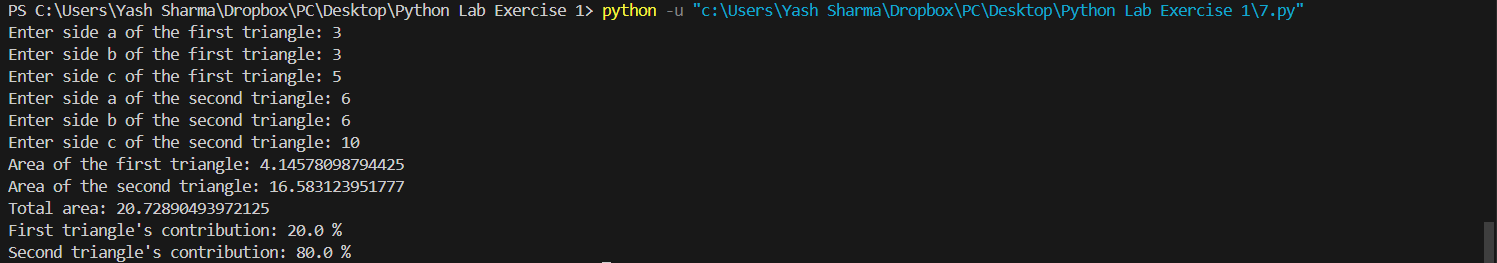 PS C:\Users\Yash Sharma\Dropbox\PC\Desktop\Python Lab Exercise 1> python -u "c:\Users\Yash Sharma\Dropbox\PC\Desktop\Python Lab Exercise 1\7.py"
Enter side a of the first triangle: 3
Enter side b of the first triangle: 3
Enter side c of the first triangle: 5
Enter side a of the second triangle: 6
Enter side b of the second triangle: 6
Enter side c of the second triangle: 10
Area of the first triangle: 4.14578098794425
Area of the second triangle: 16.583123951777
Total area: 20.72890493972125
First triangle's contribution: 20.0 %
Second triangle's contribution: 80.0 %